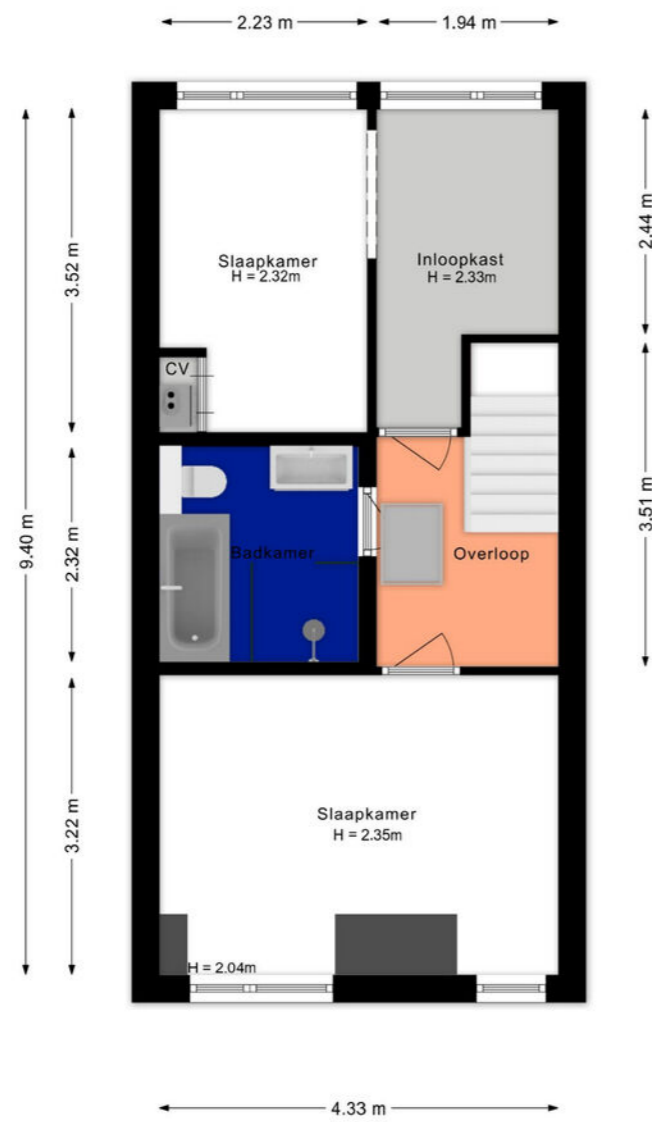 2.23 m
1.94 m
3.52 m
2.44 m
Slaapkamer
H = 2.32m
Inloopkast
H = 2.33m
CV
9.40 m
2.32 m
3.51 m
Badkamer
Overloop
3.22 m
Slaapkamer
H = 2.35m
H = 2.04m
4.33 m